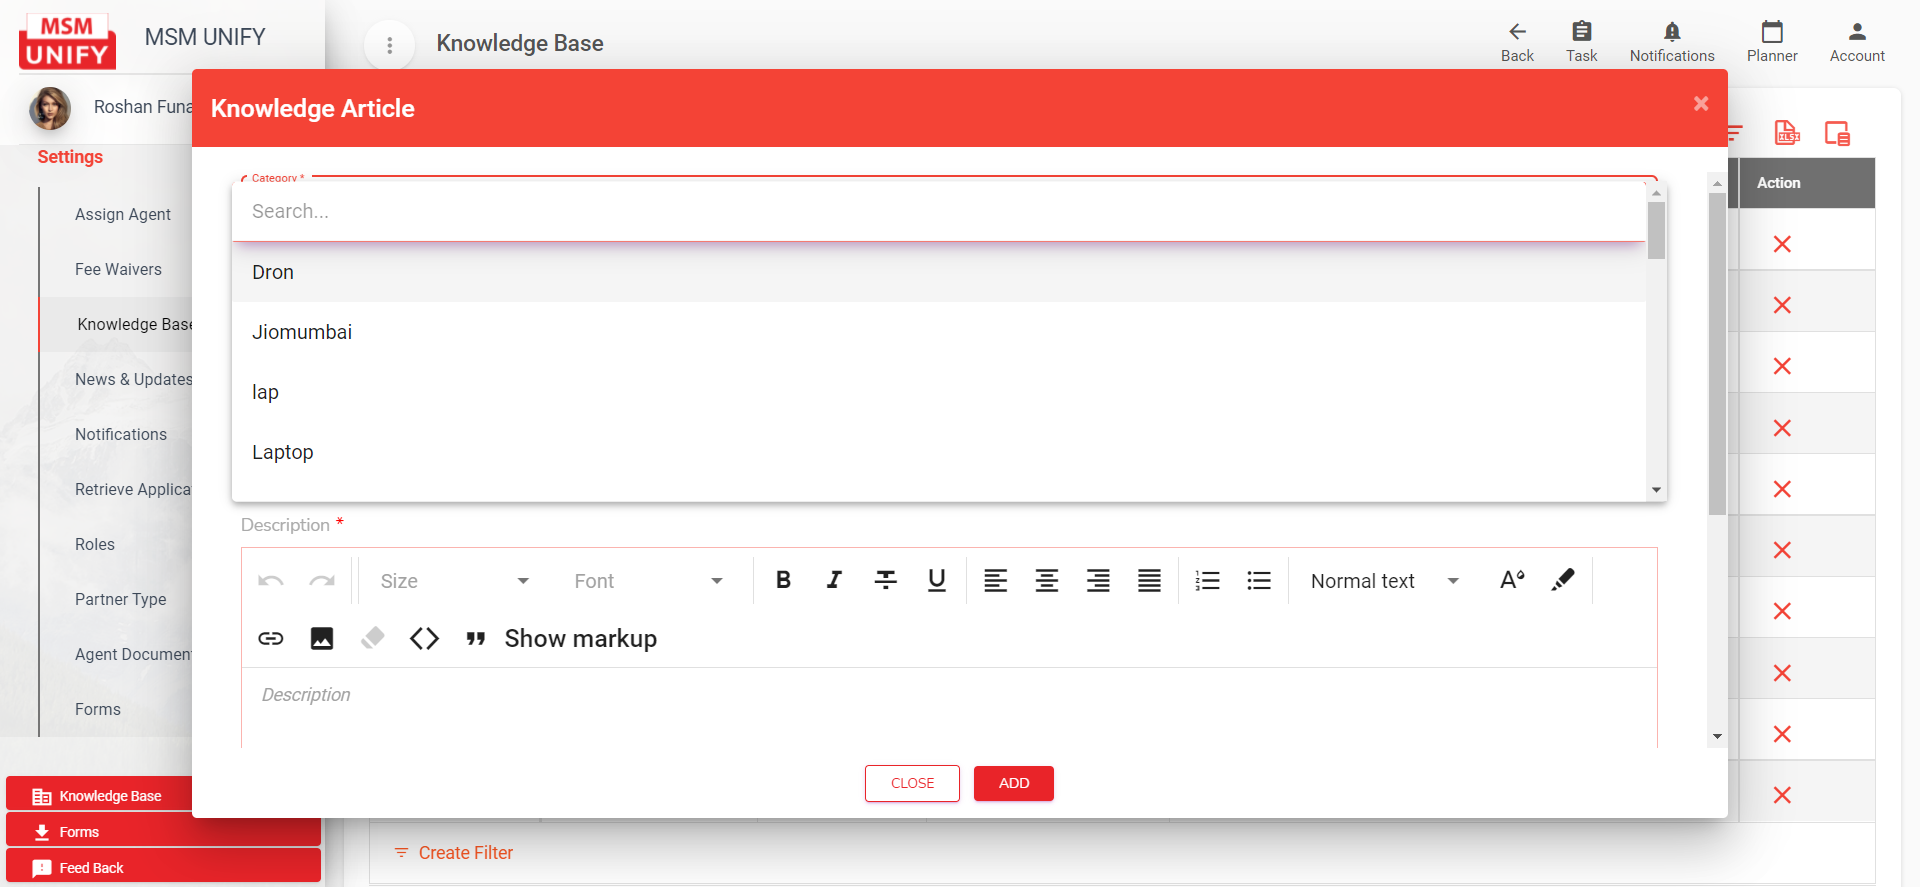 MSM
UNIFY
MSM UNIFY
Knowledge Base
Back
Task
Notifications
Planner
Account
Roshan Funa
Settings
Assign Agent
Fee Waivers
Knowledge Base
News & Updates
Notifications
Retrieve Applica
Roles
Partner Type
Agent Documen
Forms
Knowledge Base
Forms
Feed Back
Knowledge Article
×
Category *
Search...
Dron
Jiomumbai
lap
Laptop
Description *
Size
Font
Normal text
Show markup
Description
CLOSE
ADD
Action
Create Filter